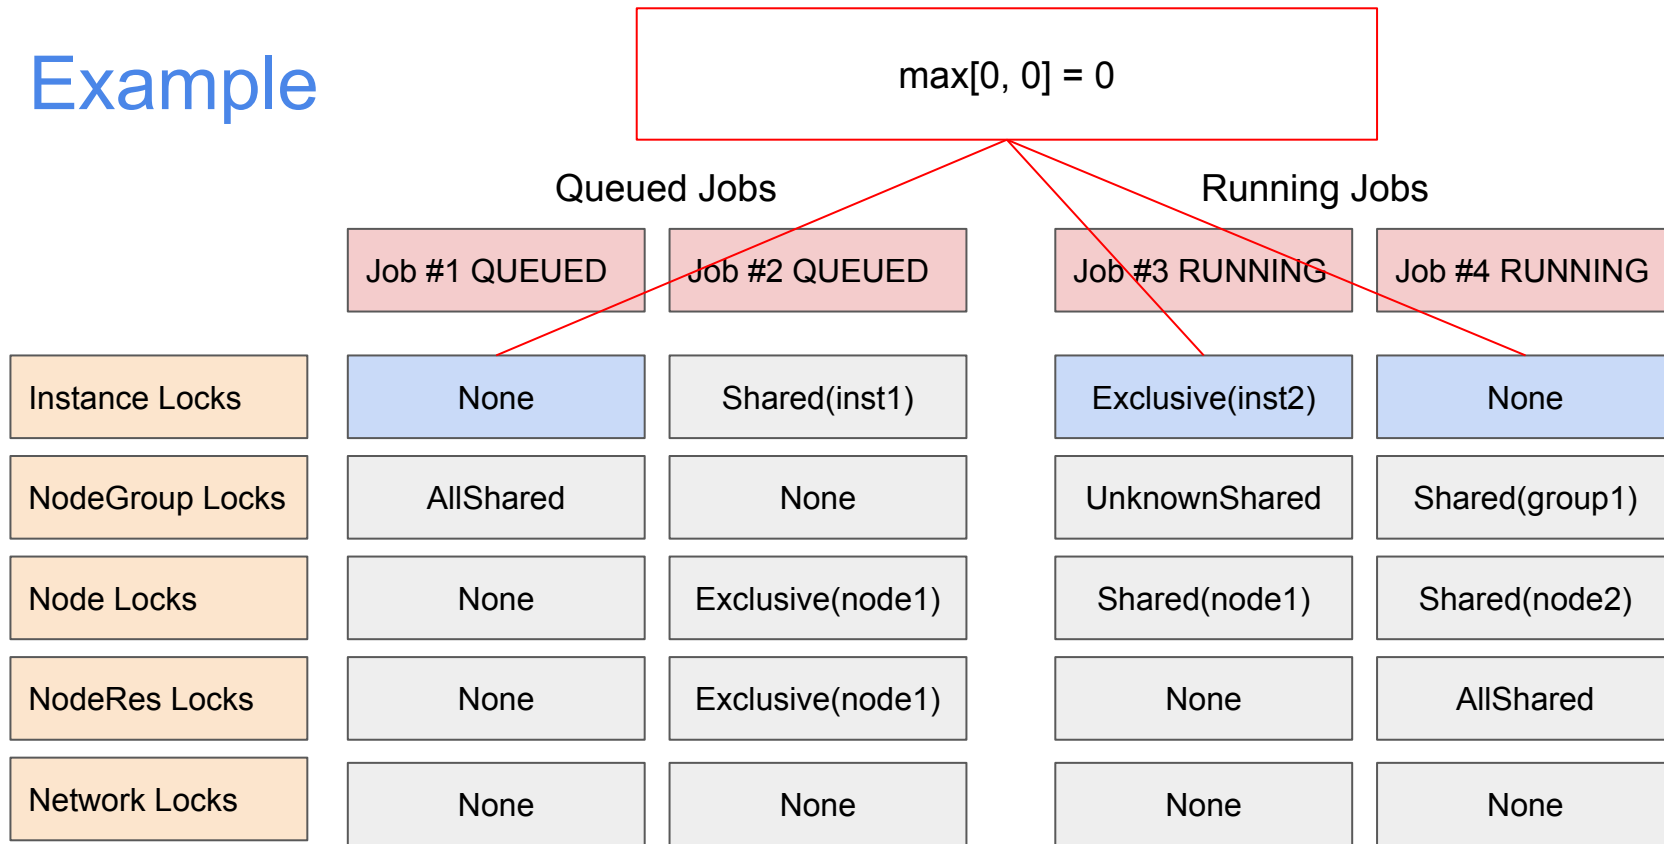 Example
max[0, 0] = 0
Queued Jobs
Running Jobs
Job #1 QUEUED
Job #2 QUEUED
Job #3 RUNNING
Job #4 RUNNING
Instance Locks
None
Shared(inst1)
Exclusive(inst2)
None
NodeGroup Locks
AllShared
None
UnknownShared
Shared(group1)
Node Locks
None
Exclusive(node1)
Shared(node1)
Shared(node2)
NodeRes Locks
None
Exclusive(node1)
None
AllShared
Network Locks
None
None
None
None